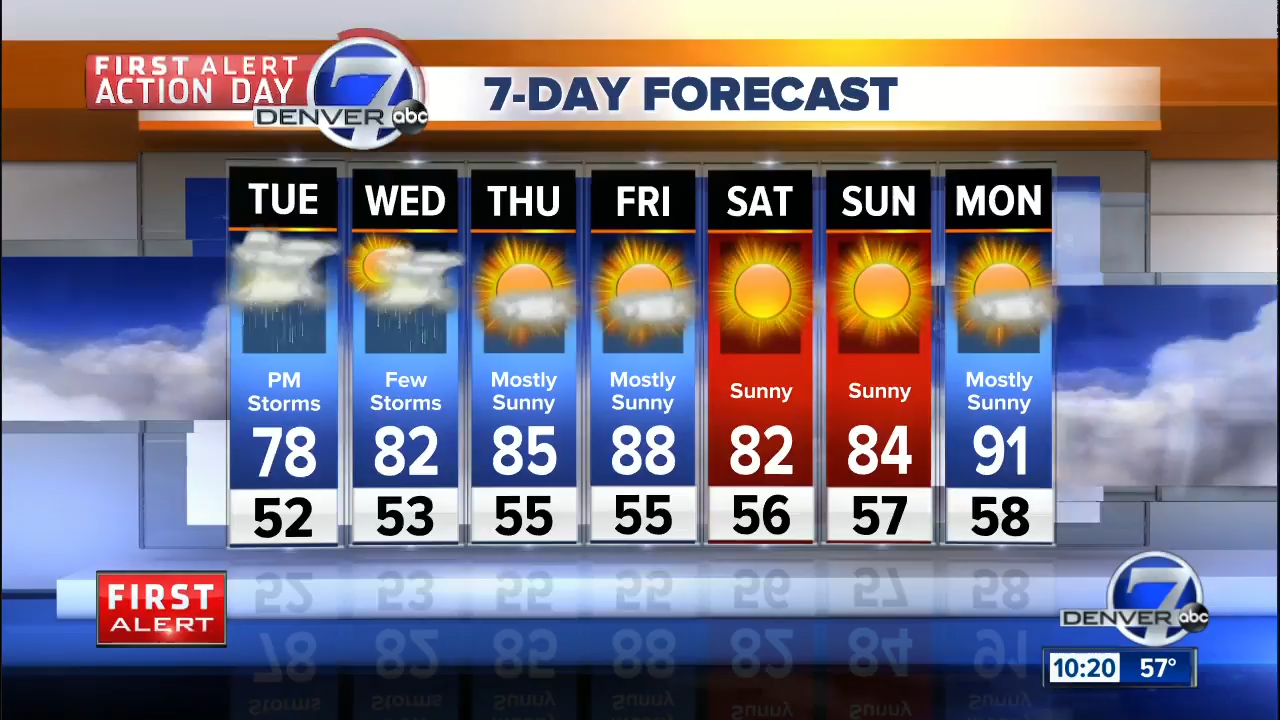 FIRST ALERT
ACTION DAY
7
DENVER abc
7-DAY FORECAST
TUE WED THU FRI SAT SUN MON
PM Storms
Few Storms
Mostly Sunny
Mostly Sunny
Sunny
Sunny
Mostly Sunny
78 82 85 88 82 84 91
52 53 55 55 56 57 58
FIRST
ALERT
7
DENVER abc
10:20 57°